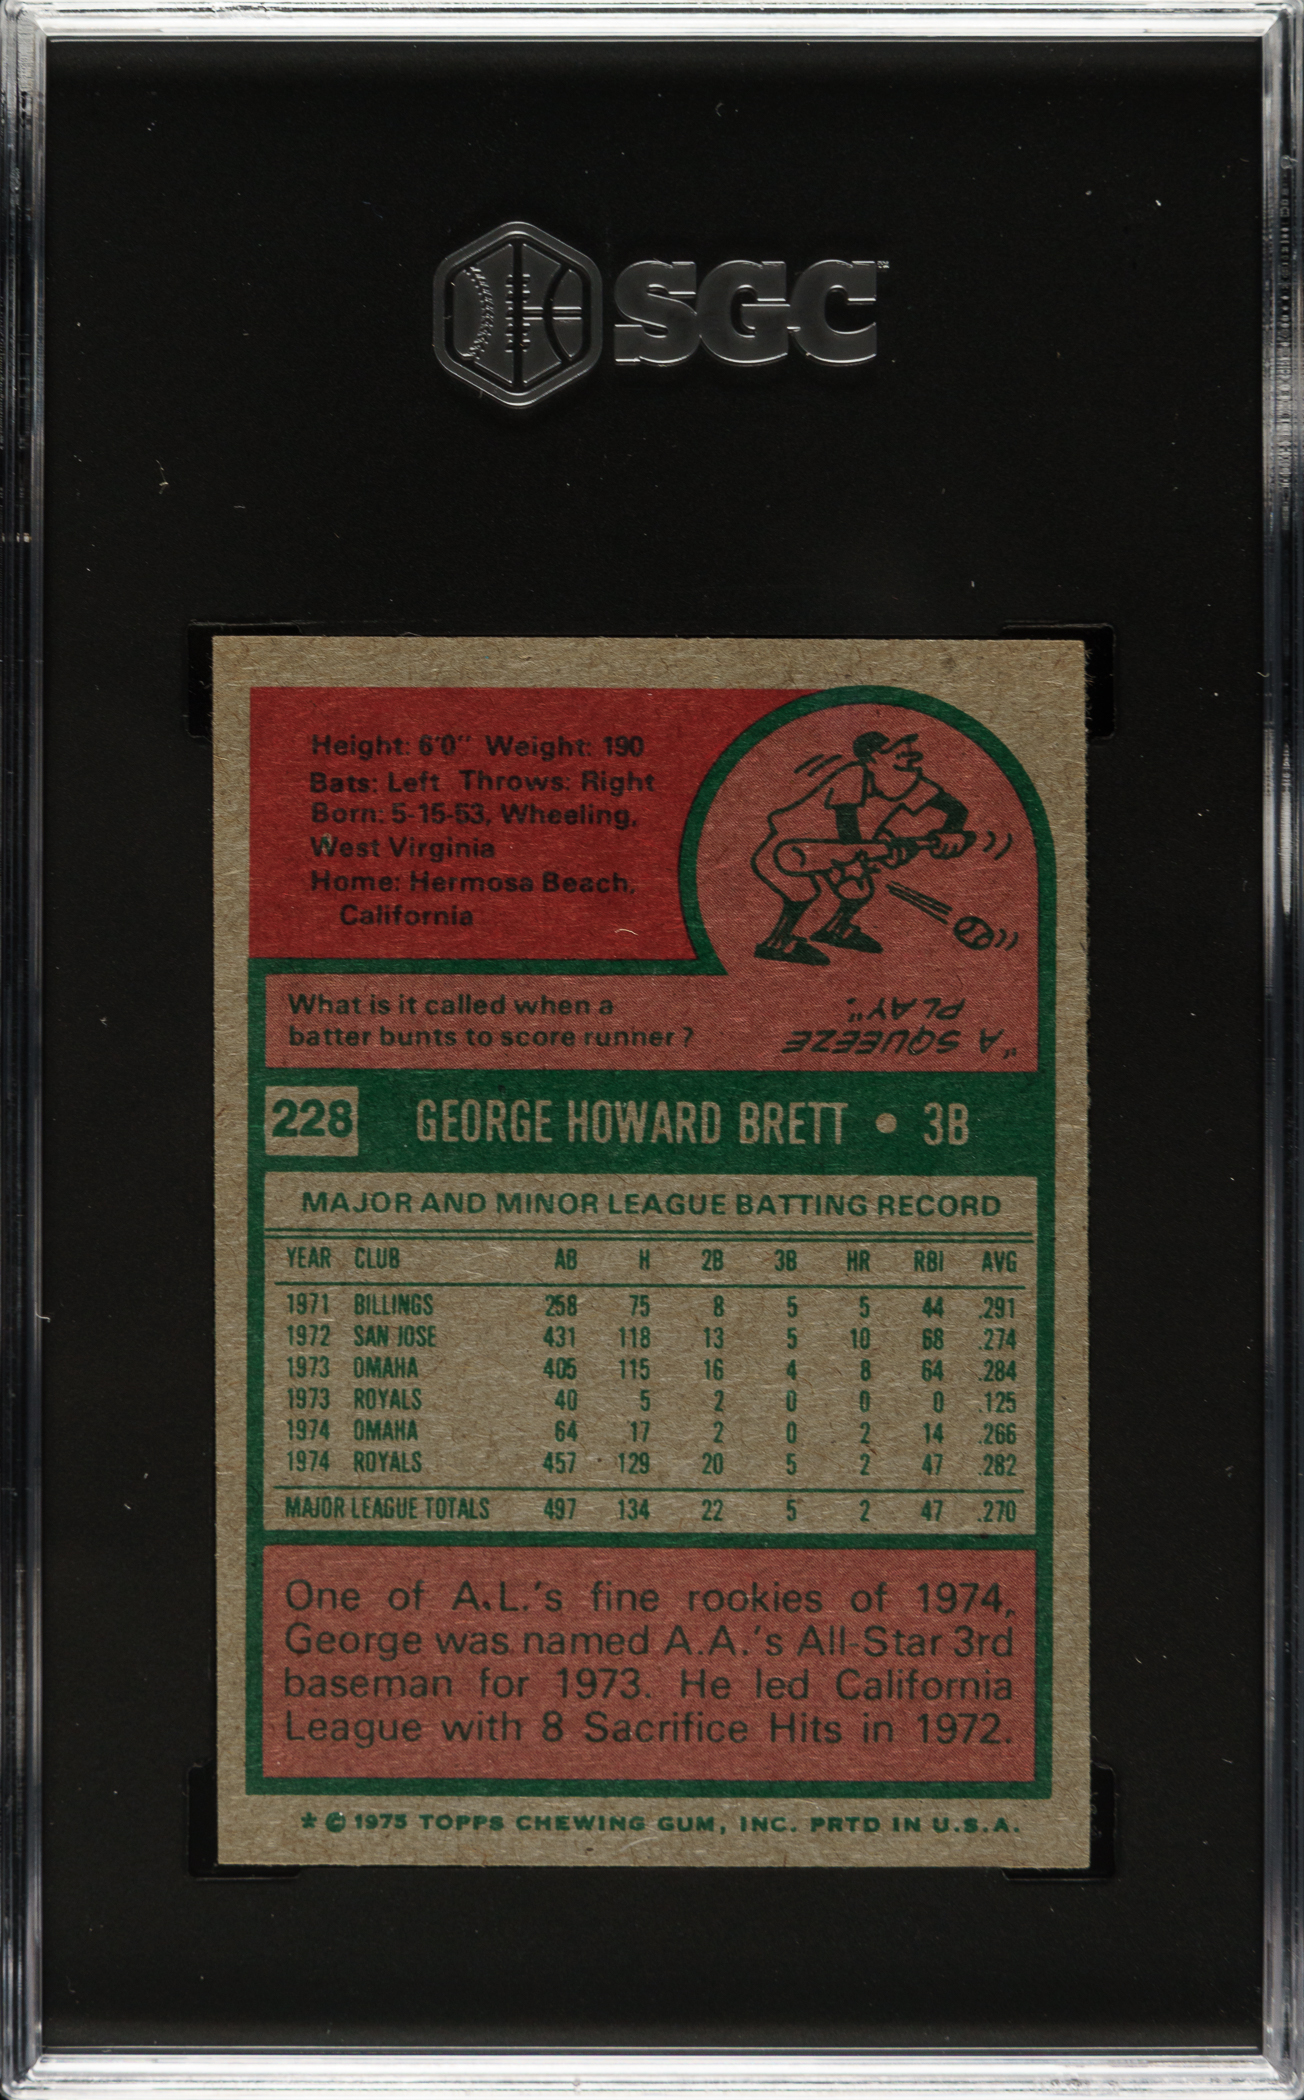 SGC™
Height: 6'0" Weight: 190
Bats: Left Throws: Right
Born: 5-15-53, Wheeling,
West Virginia
Home: Hermosa Beach,
California
What is it called when a
batter bunts to score runner?
"A SQUEEZE
PLAY".
228 GEORGE HOWARD BRETT • 3B
MAJOR AND MINOR LEAGUE BATTING RECORD
YEAR CLUB AB H 2B 3B HR RBI AVG
1971 BILLINGS 258 75 8 5 5 44 .291
1972 SAN JOSE 431 118 13 5 10 68 .274
1973 OMAHA 405 115 16 4 8 64 .284
1973 ROYALS 40 5 2 0 0 0 .125
1974 OMAHA 64 17 2 0 2 14 .266
1974 ROYALS 457 129 20 5 2 47 .282
MAJOR LEAGUE TOTALS 497 134 22 5 2 47 .270
One of A.L.'s fine rookies of 1974,
George was named A.A.'s All-Star 3rd
baseman for 1973. He led California
League with 8 Sacrifice Hits in 1972.
* © 1975 TOPPS CHEWING GUM, INC. PRTD IN U.S.A.